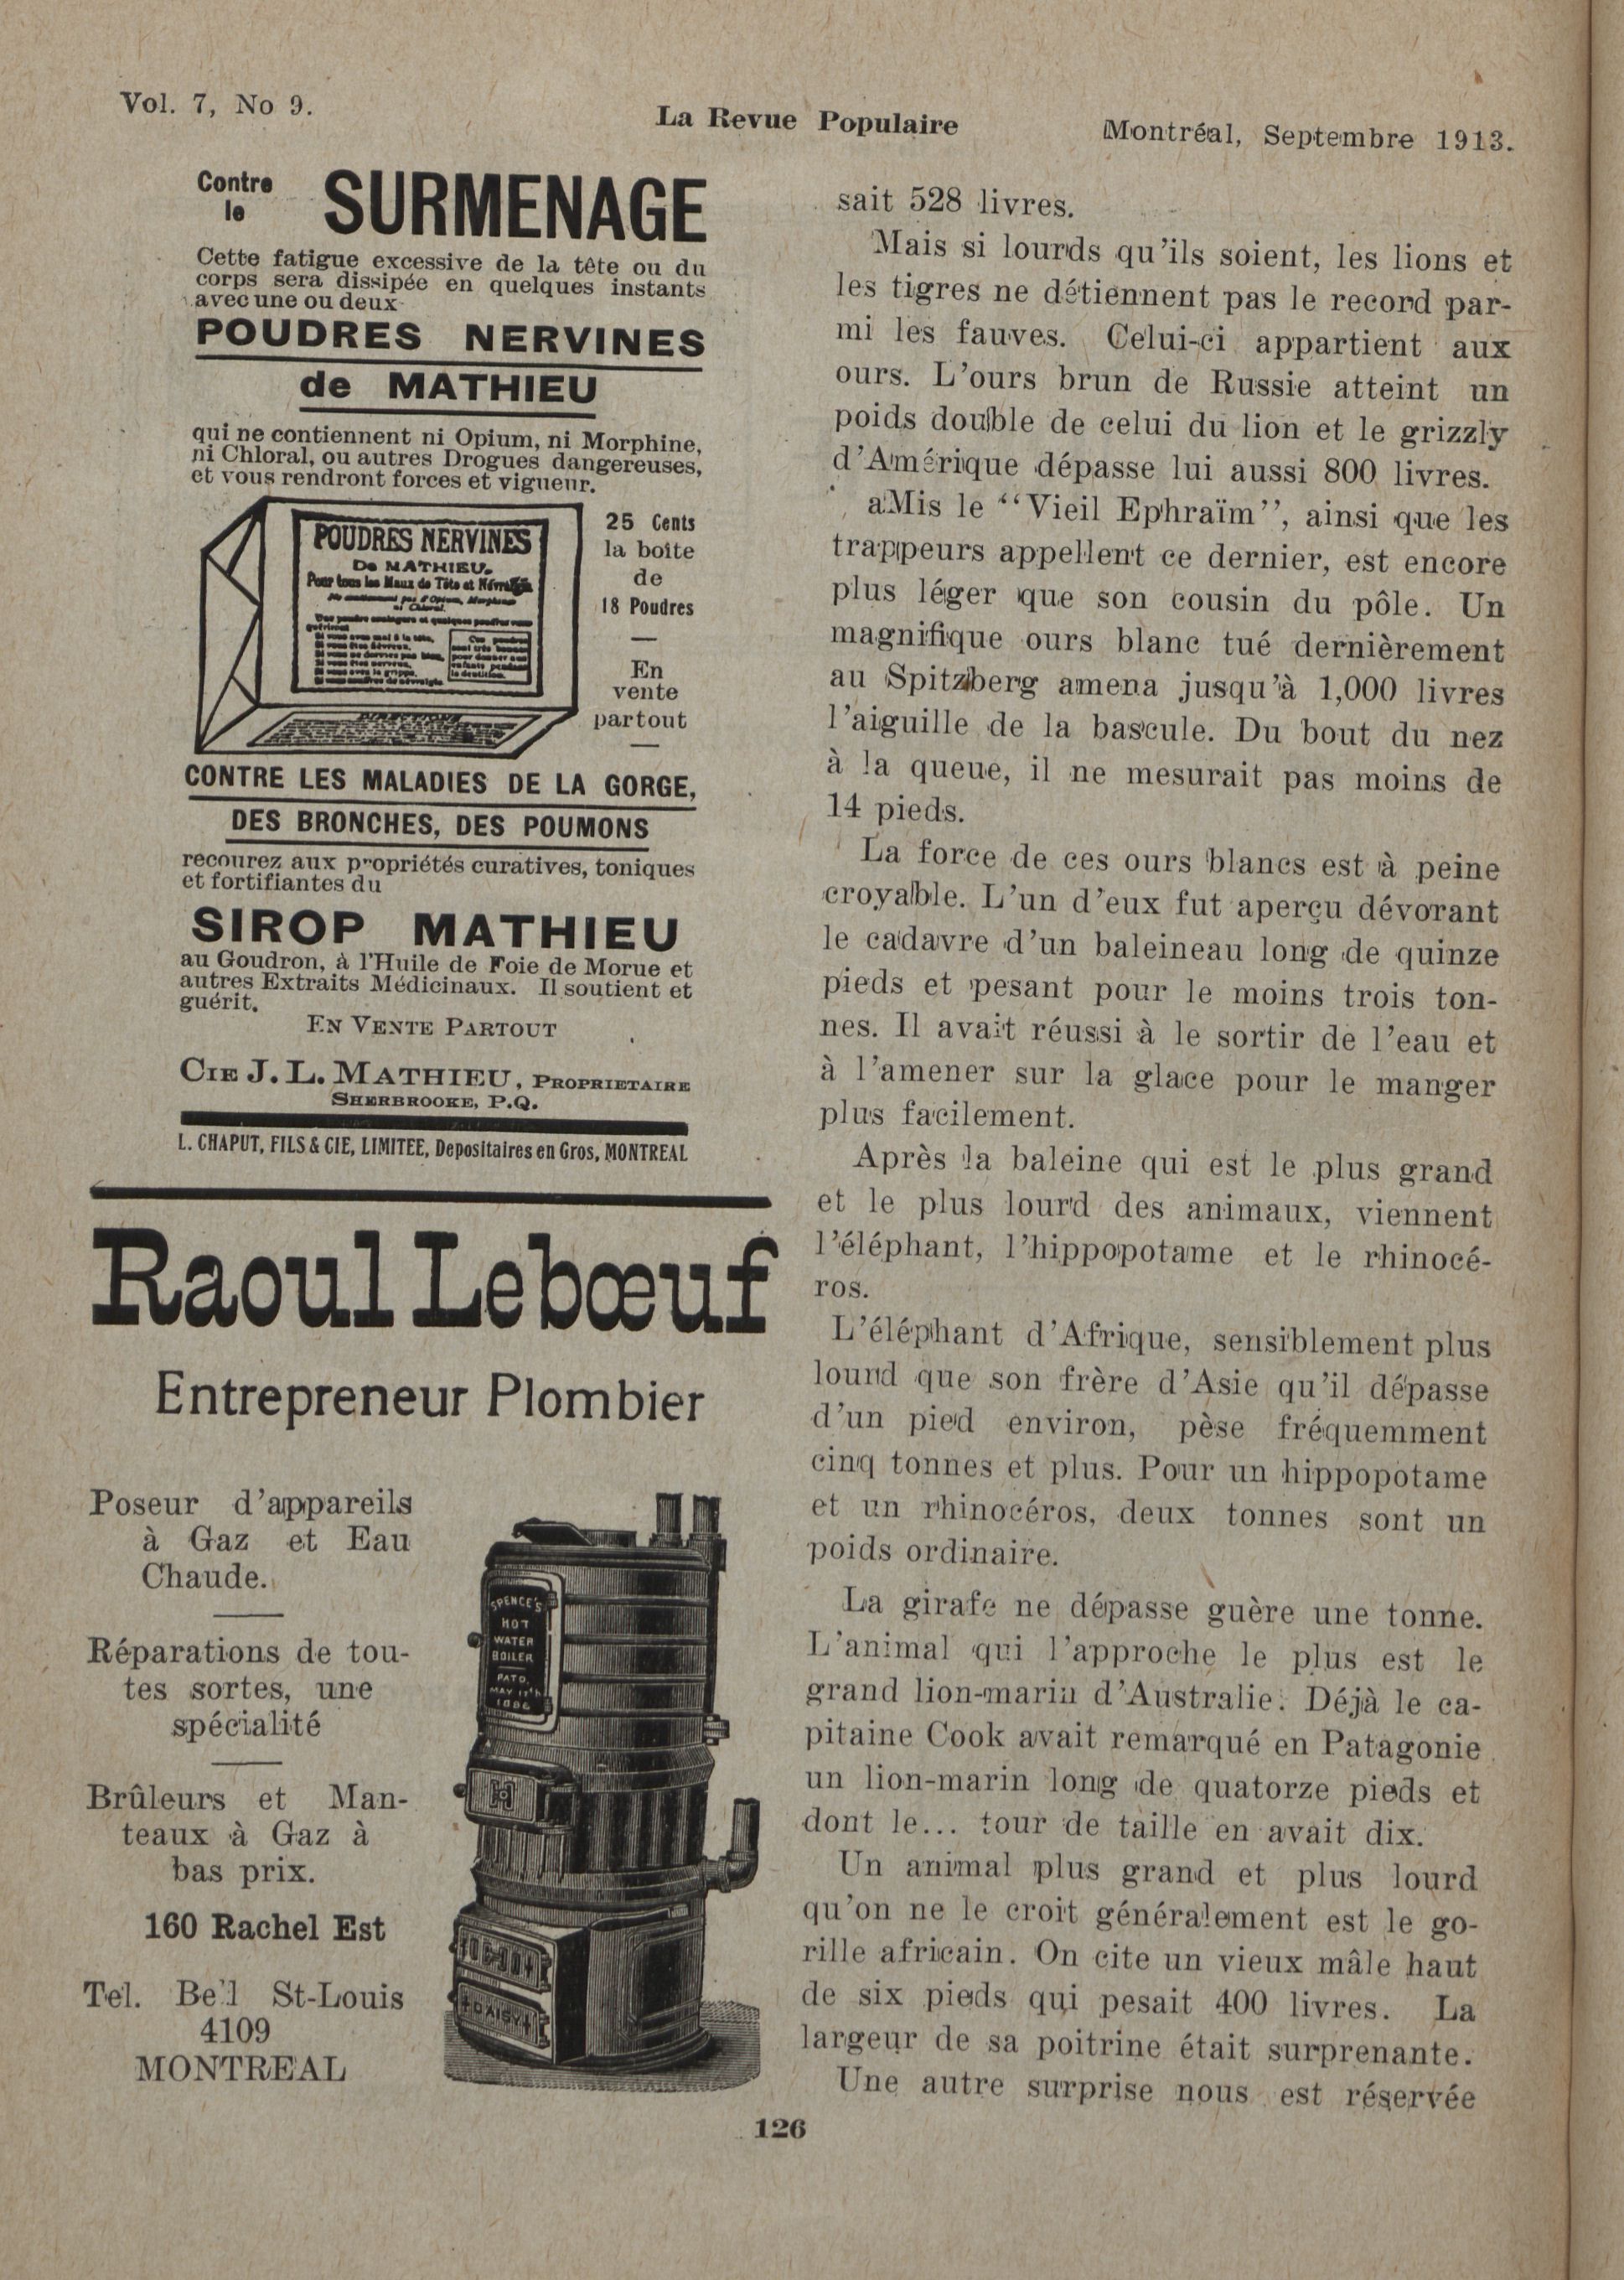 Vol. 7, No 9.
La Revue Populaire
Montréal, Septembre 1913.
Contre
le
SURMENAGE
Cette fatigue excessive de la tête ou du
corps sera dissipée en quelques instants
avec une ou deux
POUDRES NERVINES
de MATHIEU
qui ne contiennent ni Opium, ni Morphine,
ni Chloral, ou autres Drogues dangereuses,
et vous rendront forces et vigueur.
POUDRES NERVINES
De MATHIEU.
Pour tous les Maux de Tête et Névralgie
25 Cents
la boite
de
18 Poudres
En
vente
partout
CONTRE LES MALADIES DE LA GORGE,
DES BRONCHES, DES POUMONS
recourez aux propriétés curatives, toniques
et fortifiantes du
SIROP MATHIEU
au Goudron, à l'Huile de Foie de Morue et
autres Extraits Médicinaux. Il soutient et
guérit.
EN VENTE PARTOUT
CIE J. L. MATHIEU, PROPRIETAIRE
SHERBROOKE, P.Q.
L. CHAPUT, FILS & CIE, LIMITEE, Depositaires en Gros, MONTREAL
Raoul Lebœuf
Entrepreneur Plombier
Poseur d'appareils
à Gaz et Eau
Chaude.
Réparations de tou-
tes sortes, une
spécialité
Brûleurs et Man-
teaux à Gaz à
bas prix.
160 Rachel Est
Tel. Bell St-Louis
4109
MONTREAL
SPENCE'S
HOT
WATER
BOILER
PATD
MAY
DAISY
sait 528 livres.
Mais si lourds qu'ils soient, les lions et
les tigres ne détiennent pas le record par-
mi les fauves. Celui-ci appartient aux
ours. L'ours brun de Russie atteint un
poids double de celui du lion et le grizzly
d'Amérique dépasse lui aussi 800 livres.
aMis le "Vieil Ephraïm", ainsi que les
trappeurs appellent ce dernier, est encore
plus léger que son cousin du pôle. Un
magnifique ours blanc tué dernièrement
au Spitzberg amena jusqu'à 1,000 livres
l'aiguille de la bascule. Du bout du nez
à la queue, il ne mesurait pas moins de
14 pieds.
La force de ces ours blancs est à peine
croyable. L'un d'eux fut aperçu dévorant
le cadavre d'un baleineau long de quinze
pieds et pesant pour le moins trois ton-
nes. Il avait réussi à le sortir de l'eau et
à l'amener sur la glace pour le manger
plus facilement.
Après la baleine qui est le plus grand
et le plus lourd des animaux, viennent
l'éléphant, l'hippopotame et le rhinocé-
ros.
L'éléphant d'Afrique, sensiblement plus
lourd que son frère d'Asie qu'il dépasse
d'un pied environ, pèse fréquemment
cinq tonnes et plus. Pour un hippopotame
et un rhinocéros, deux tonnes sont un
poids ordinaire.
La girafe ne dépasse guère une tonne.
L'animal qui l'approche le plus est le
grand lion-marin d'Australie. Déjà le ca-
pitaine Cook avait remarqué en Patagonie
un lion-marin long de quatorze pieds et
dont le... tour de taille en avait dix.
Un animal plus grand et plus lourd
qu'on ne le croit généralement est le go-
rille africain. On cite un vieux mâle haut
de six pieds qui pesait 400 livres. La
largeur de sa poitrine était surprenante.
Une autre surprise nous est réservée
126